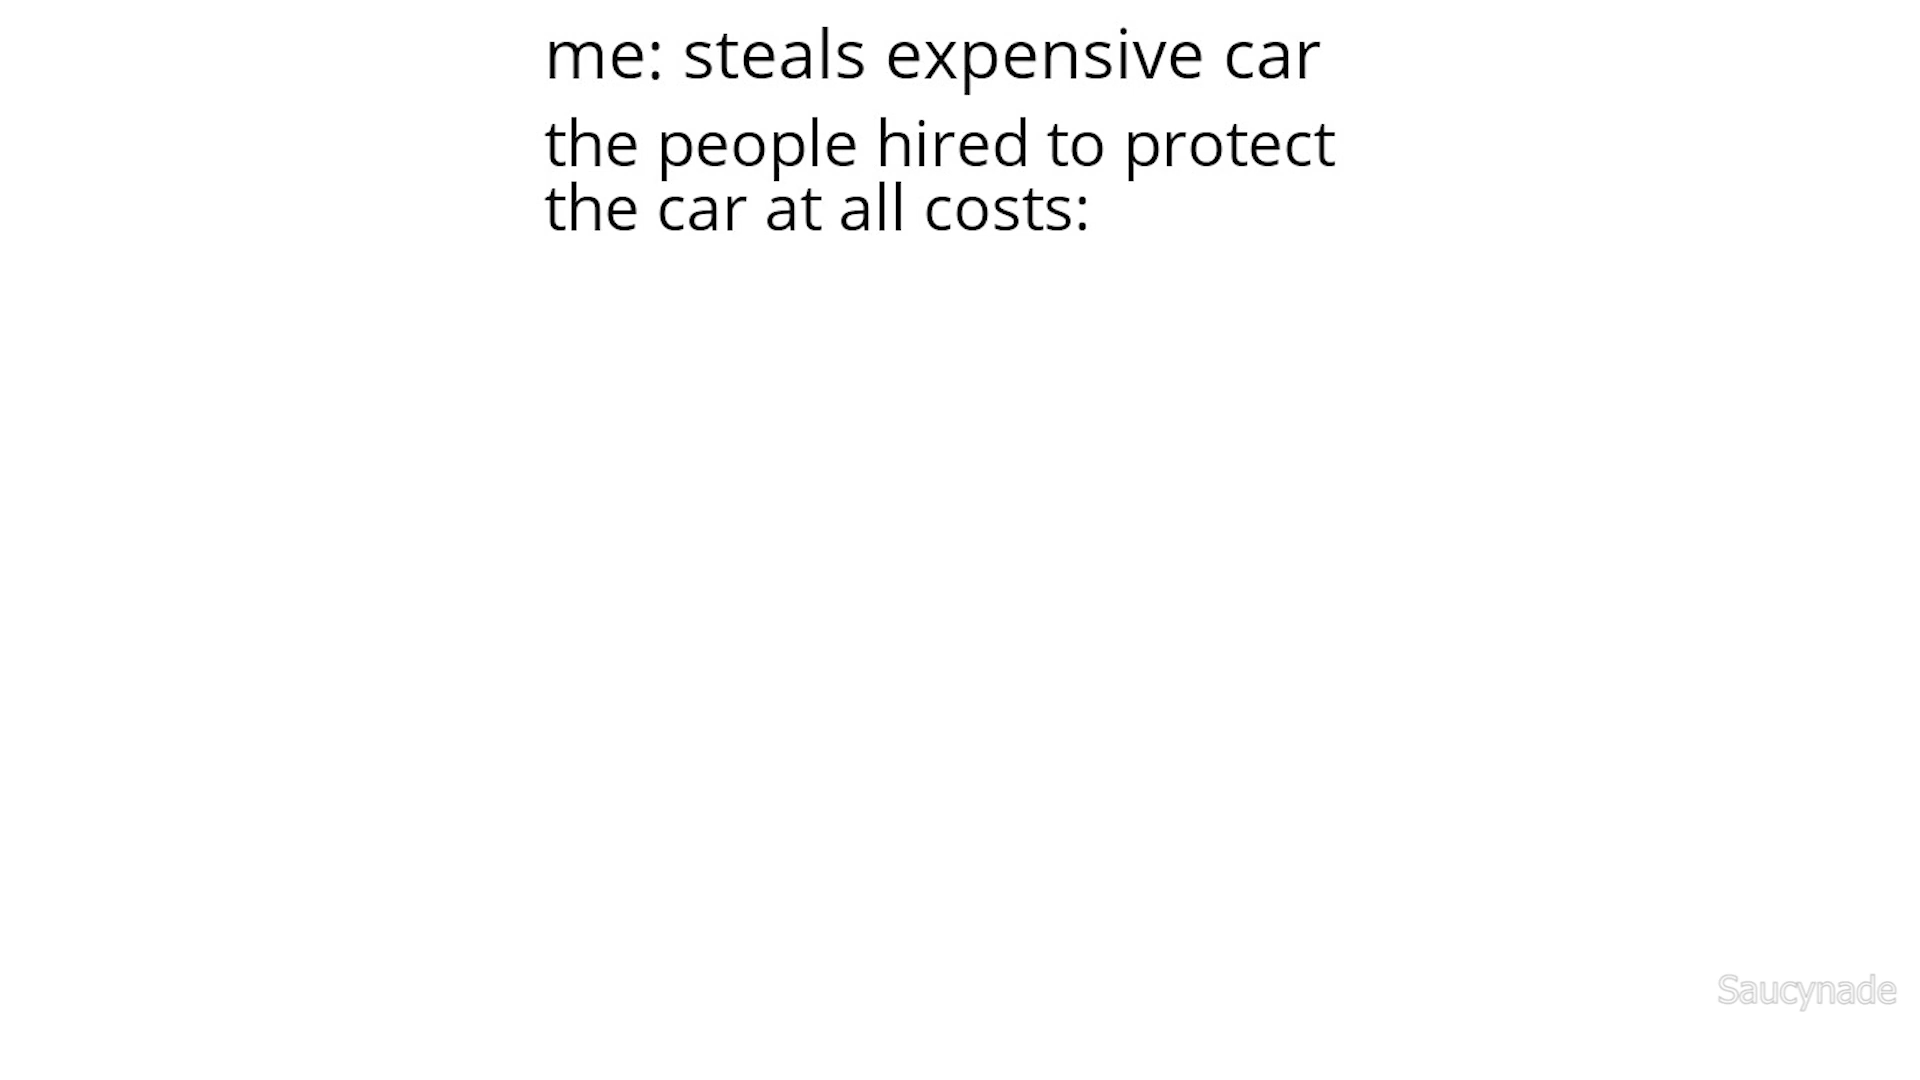 me: steals expensive car
the people hired to protect
the car at all costs:
Saucynade